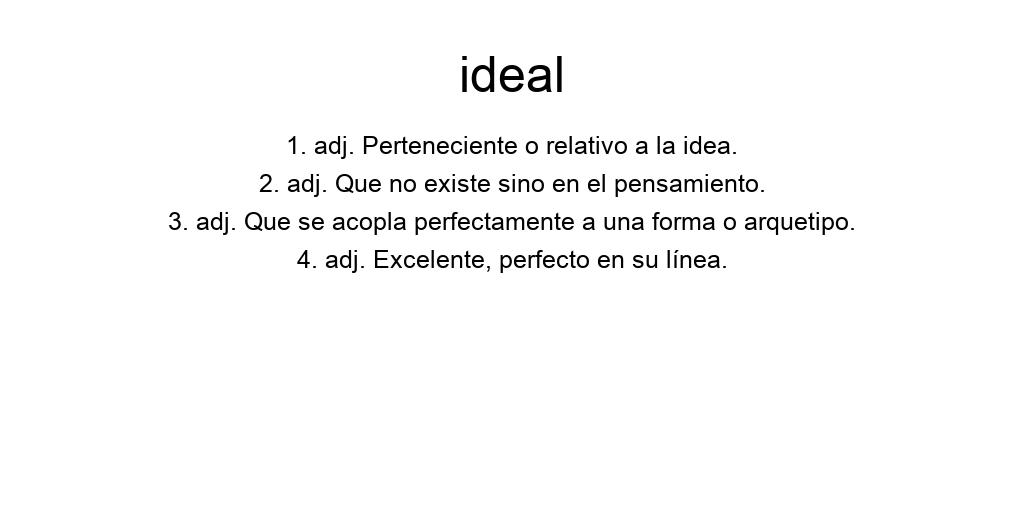 ideal
1. adj. Perteneciente o relativo a la idea.
2. adj. Que no existe sino en el pensamiento.
3. adj. Que se acopla perfectamente a una forma o arquetipo.
4. adj. Excelente, perfecto en su línea.